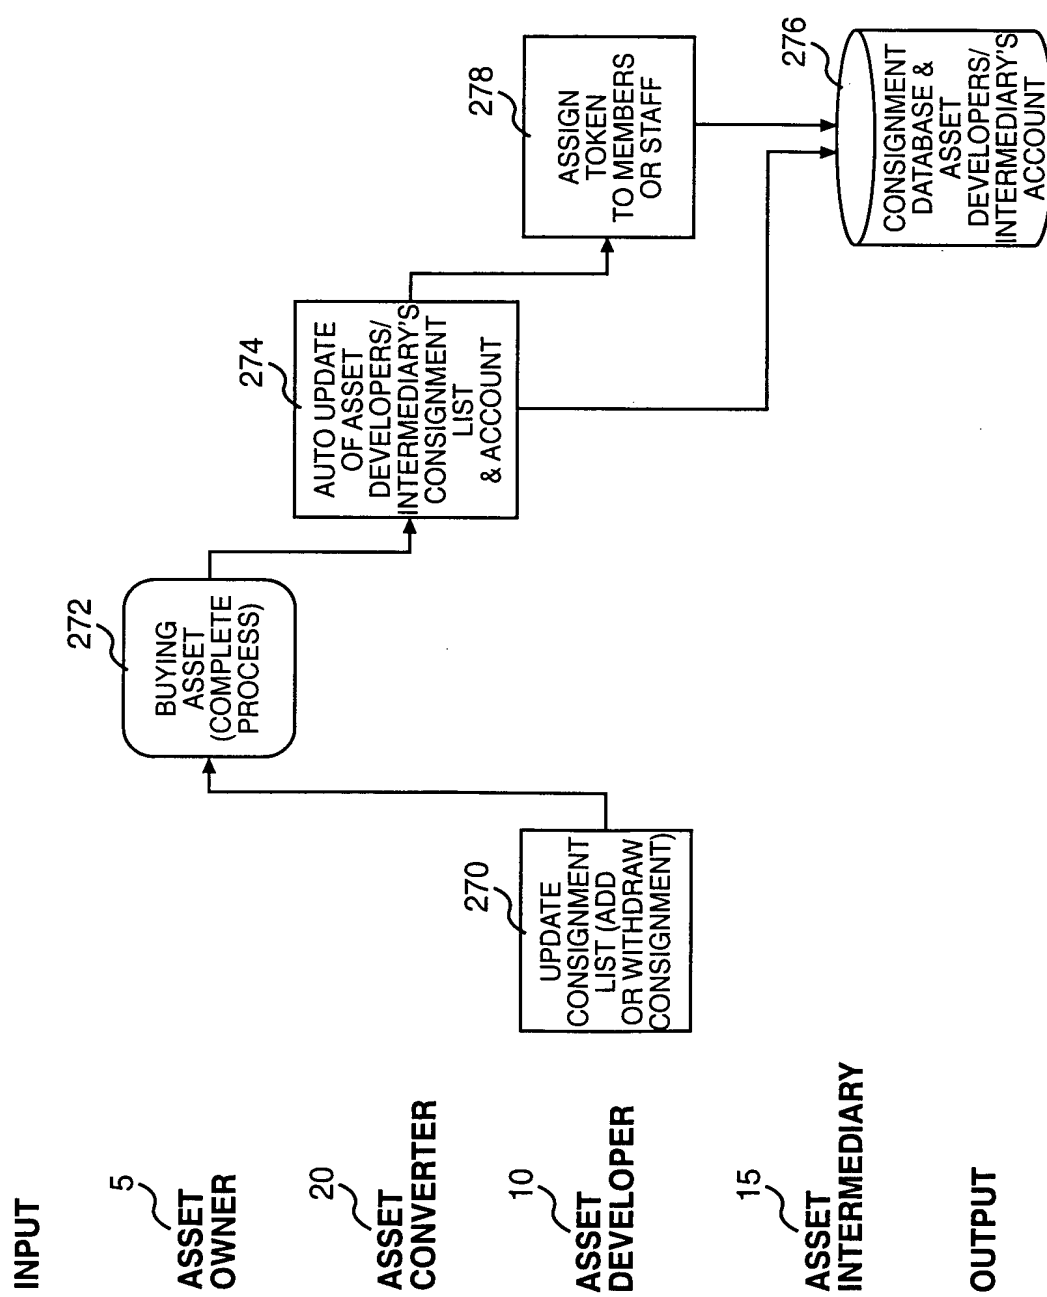 INPUT
5
ASSET
OWNER
20
ASSET
CONVERTER
10
ASSET
DEVELOPER
15
ASSET
INTERMEDIARY
OUTPUT
270
UPDATE
CONSIGNMENT
LIST (ADD
OR WITHDRAW
CONSIGNMENT)
272
BUYING
ASSET
(COMPLETE
PROCESS)
274
AUTO UPDATE
OF ASSET
DEVELOPERS/
INTERMEDIARY'S
CONSIGNMENT
LIST
& ACCOUNT
278
ASSIGN
TOKEN
TO MEMBERS
OR STAFF
276
CONSIGNMENT
DATABASE &
ASSET
DEVELOPERS/
INTERMEDIARY'S
ACCOUNT